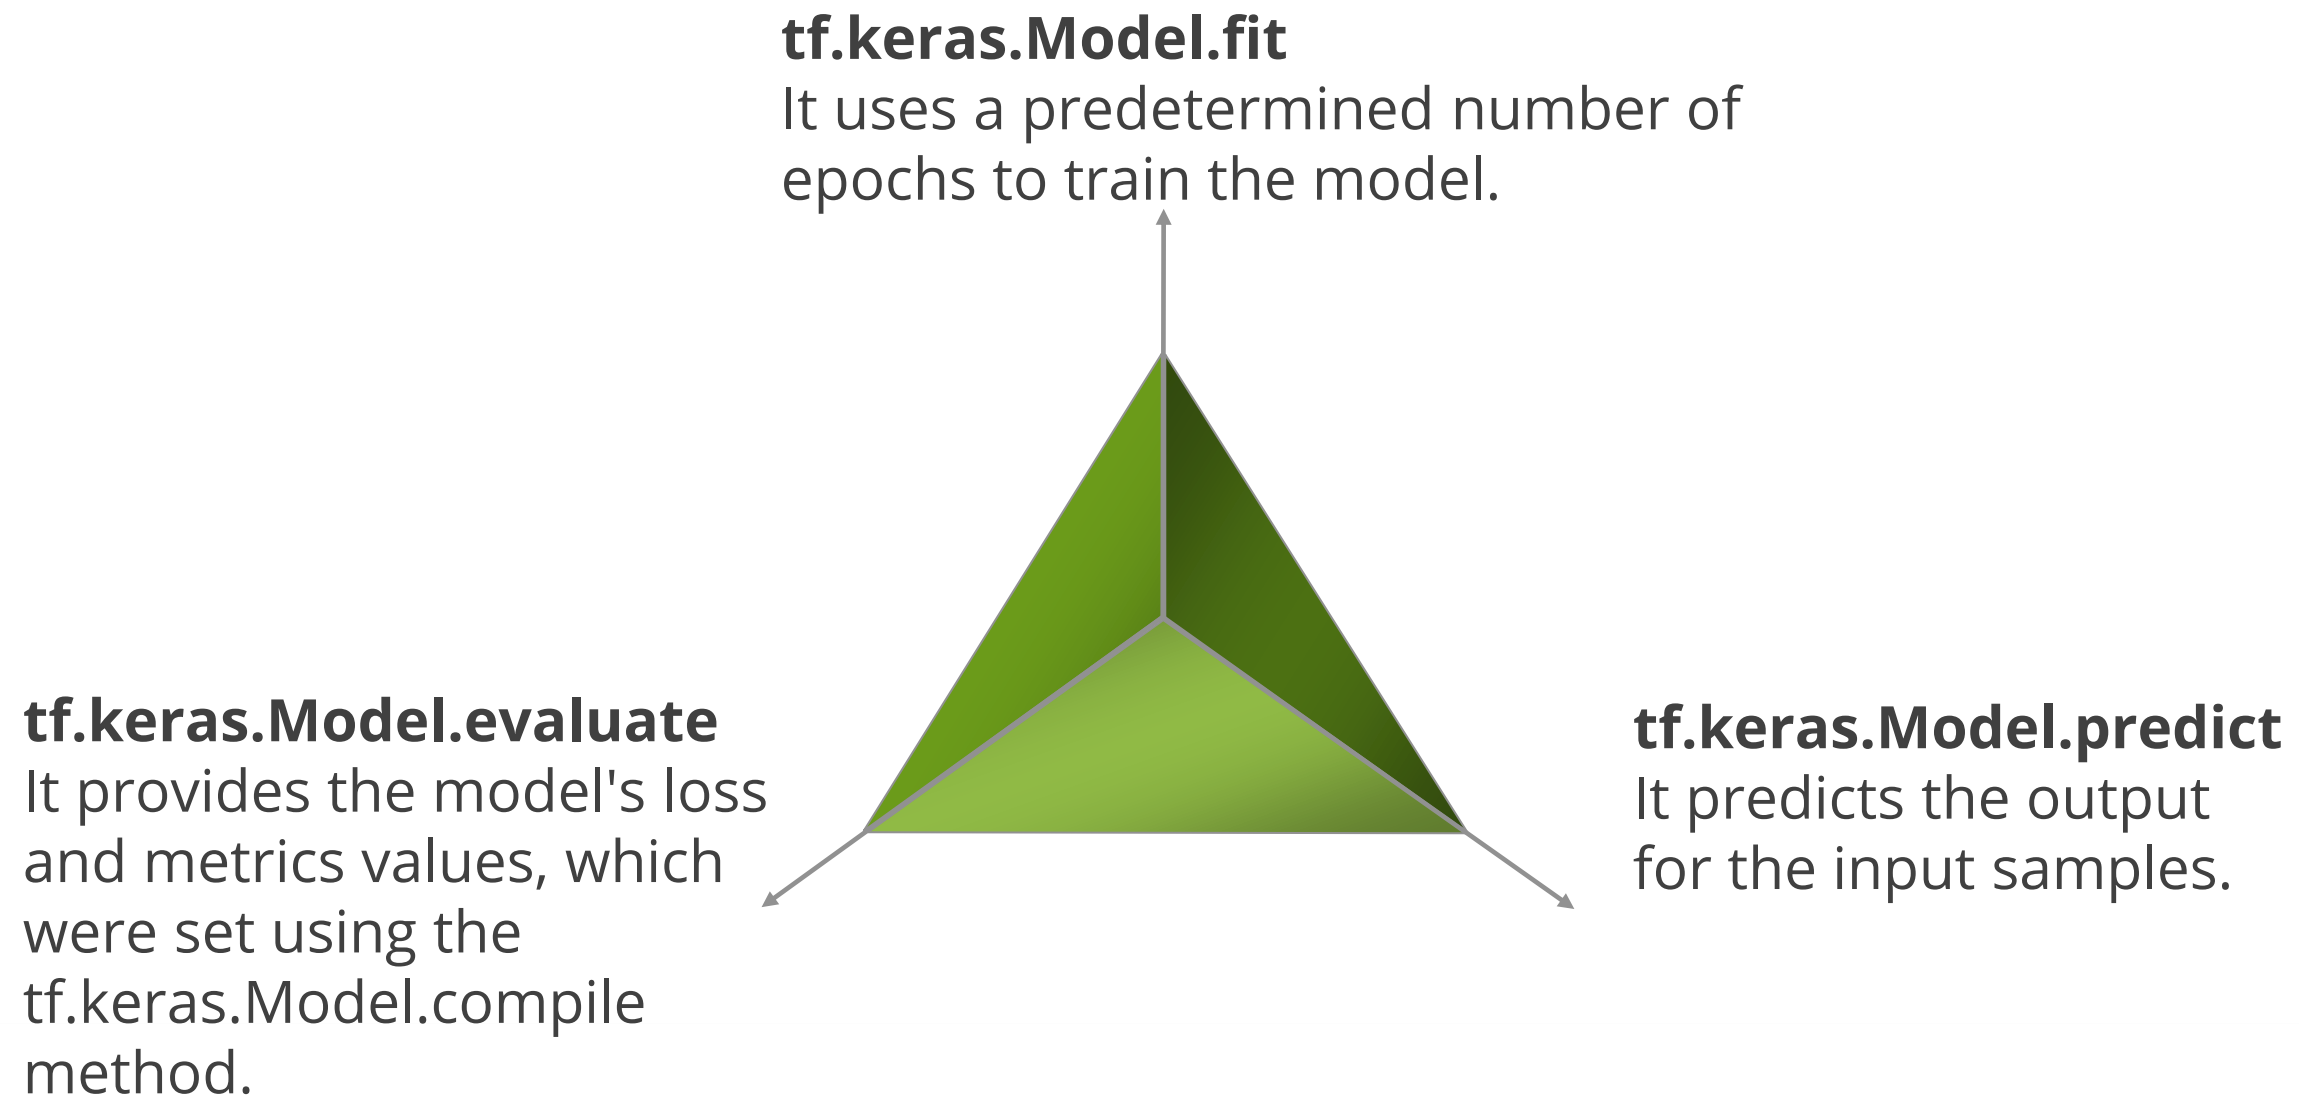 tf.keras.Model.fit
It uses a predetermined number of
epochs to train the model.
tf.keras.Model.evaluate
It provides the model's loss
and metrics values, which
were set using the
tf.keras.Model.compile
method.
tf.keras.Model.predict
It predicts the output
for the input samples.